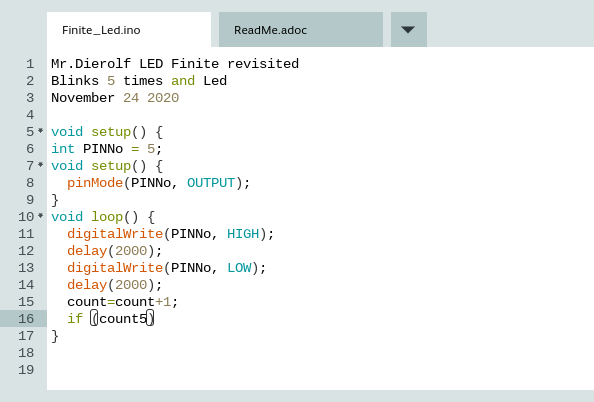 Finite_Led.ino
ReadMe.adoc
1 Mr.Dierolf LED Finite revisited
2 Blinks 5 times and Led
3 November 24 2020
4
5 void setup() {
6 int PINNo = 5;
7 void setup() {
8   pinMode(PINNo, OUTPUT);
9 }
10 void loop() {
11   digitalWrite(PINNo, HIGH);
12   delay(2000);
13   digitalWrite(PINNo, LOW);
14   delay(2000);
15   count=count+1;
16   if (count5)
17 }
18
19